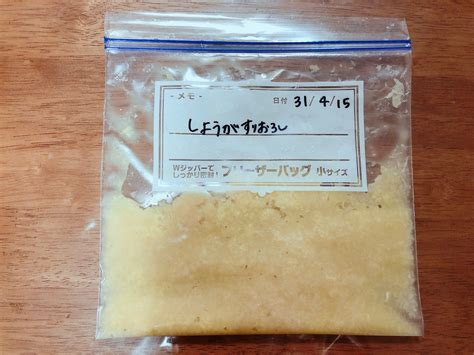 - メモ - 日付 31/4/15
しょうがすりおろし
Wジッパーで
しっかり密封! フリーザーバッグ 小サイズ